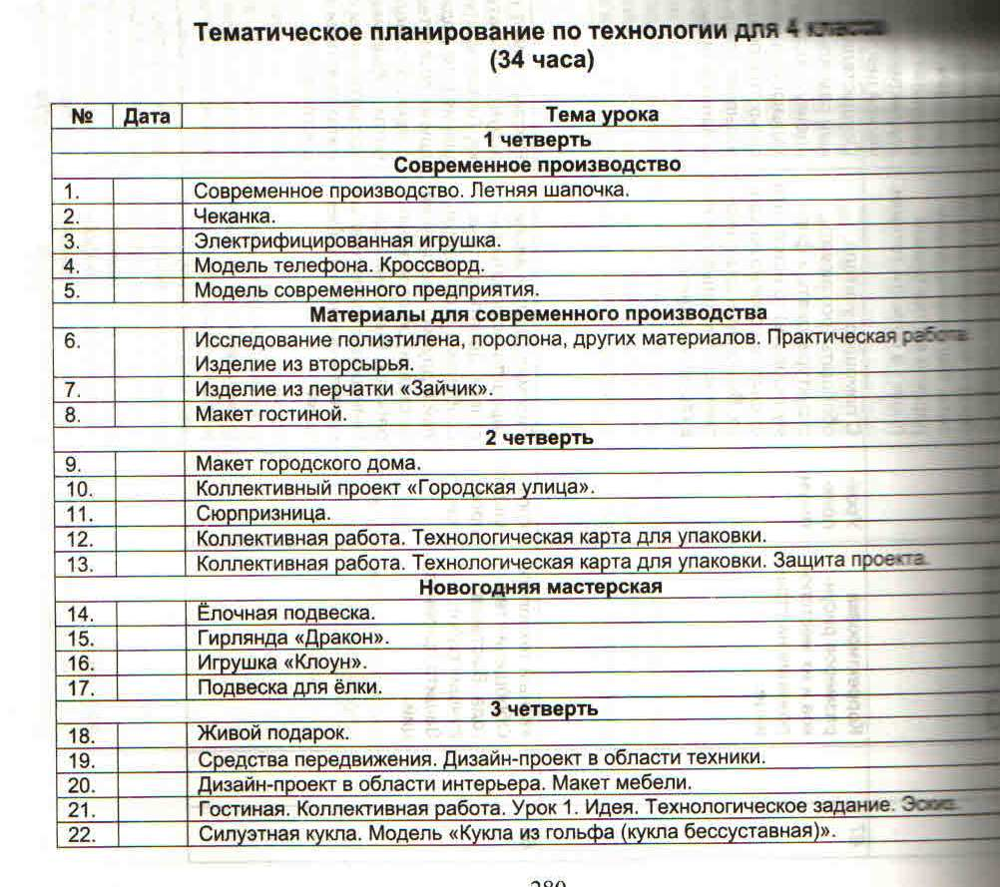 Тематическое планирование по технологии для 4 класса
(34 часа)
№ Дата Тема урока
1 четверть
Современное производство
1. Современное производство. Летняя шапочка.
2. Чеканка.
3. Электрифицированная игрушка.
4. Модель телефона. Кроссворд.
5. Модель современного предприятия.
Материалы для современного производства
6. Исследование полиэтилена, поролона, других материалов. Практическая работа
Изделие из вторсырья.
7. Изделие из перчатки «Зайчик».
8. Макет гостиной.
2 четверть
9. Макет городского дома.
10. Коллективный проект «Городская улица».
11. Сюрпризница.
12. Коллективная работа. Технологическая карта для упаковки.
13. Коллективная работа. Технологическая карта для упаковки. Защита проекта.
Новогодняя мастерская
14. Ёлочная подвеска.
15. Гирлянда «Дракон».
16. Игрушка «Клоун».
17. Подвеска для ёлки.
3 четверть
18. Живой подарок.
19. Средства передвижения. Дизайн-проект в области техники.
20. Дизайн-проект в области интерьера. Макет мебели.
21. Гостиная. Коллективная работа. Урок 1. Идея. Технологическое задание. Эскиз.
22. Силуэтная кукла. Модель «Кукла из гольфа (кукла бессуставная)».